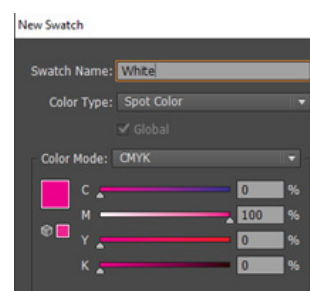 New Swatch
Swatch Name: White
Color Type: Spot Color
Global
Color Mode: CMYK
C 0 %
M 100 %
Y 0 %
K 0 %